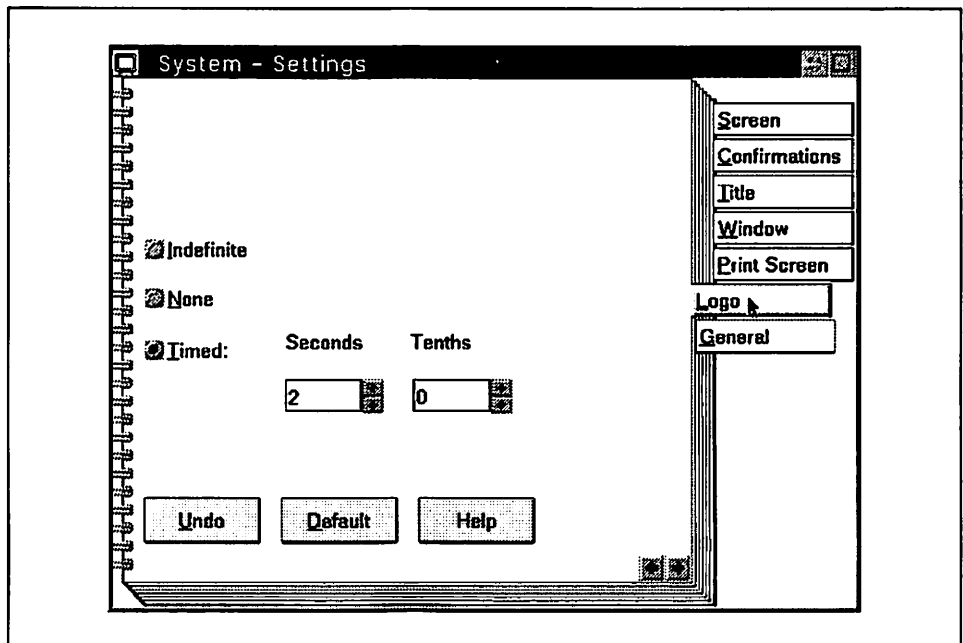 System - Settings
Screen
Confirmations
Title
Window
Print Screen
Logo
General
Indefinite
None
Timed:
Seconds Tenths
2 0
Undo Default Help